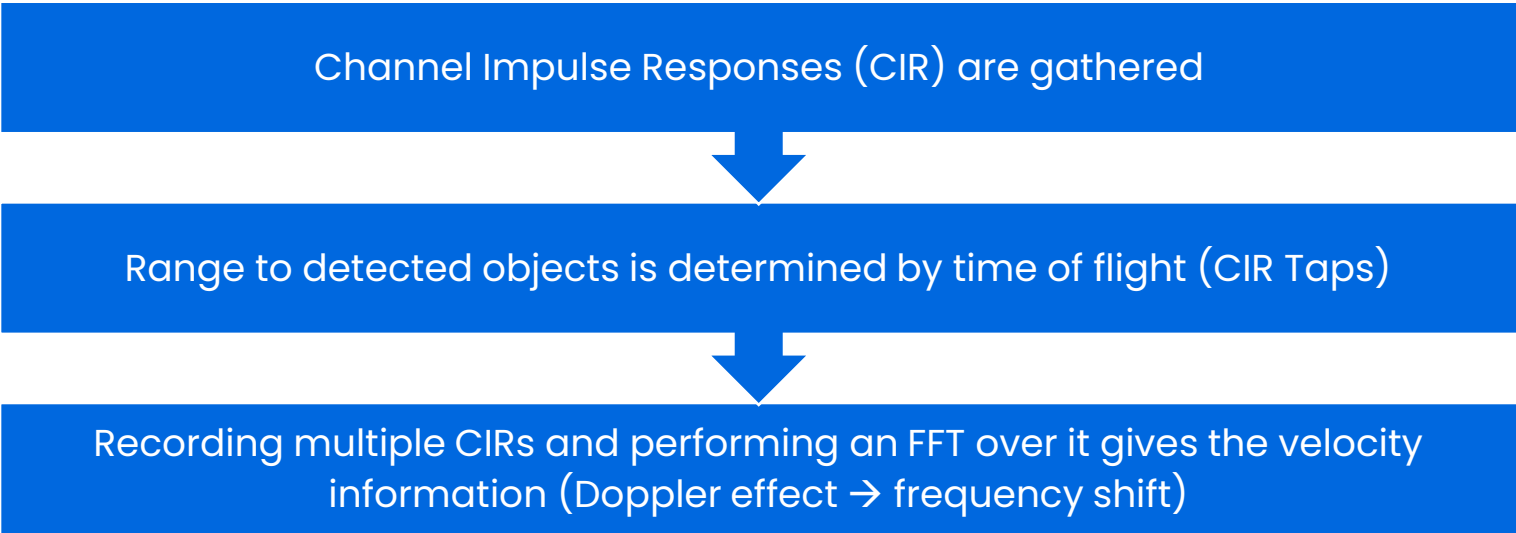 Channel Impulse Responses (CIR) are gathered
Range to detected objects is determined by time of flight (CIR Taps)
Recording multiple CIRs and performing an FFT over it gives the velocity
information (Doppler effect → frequency shift)